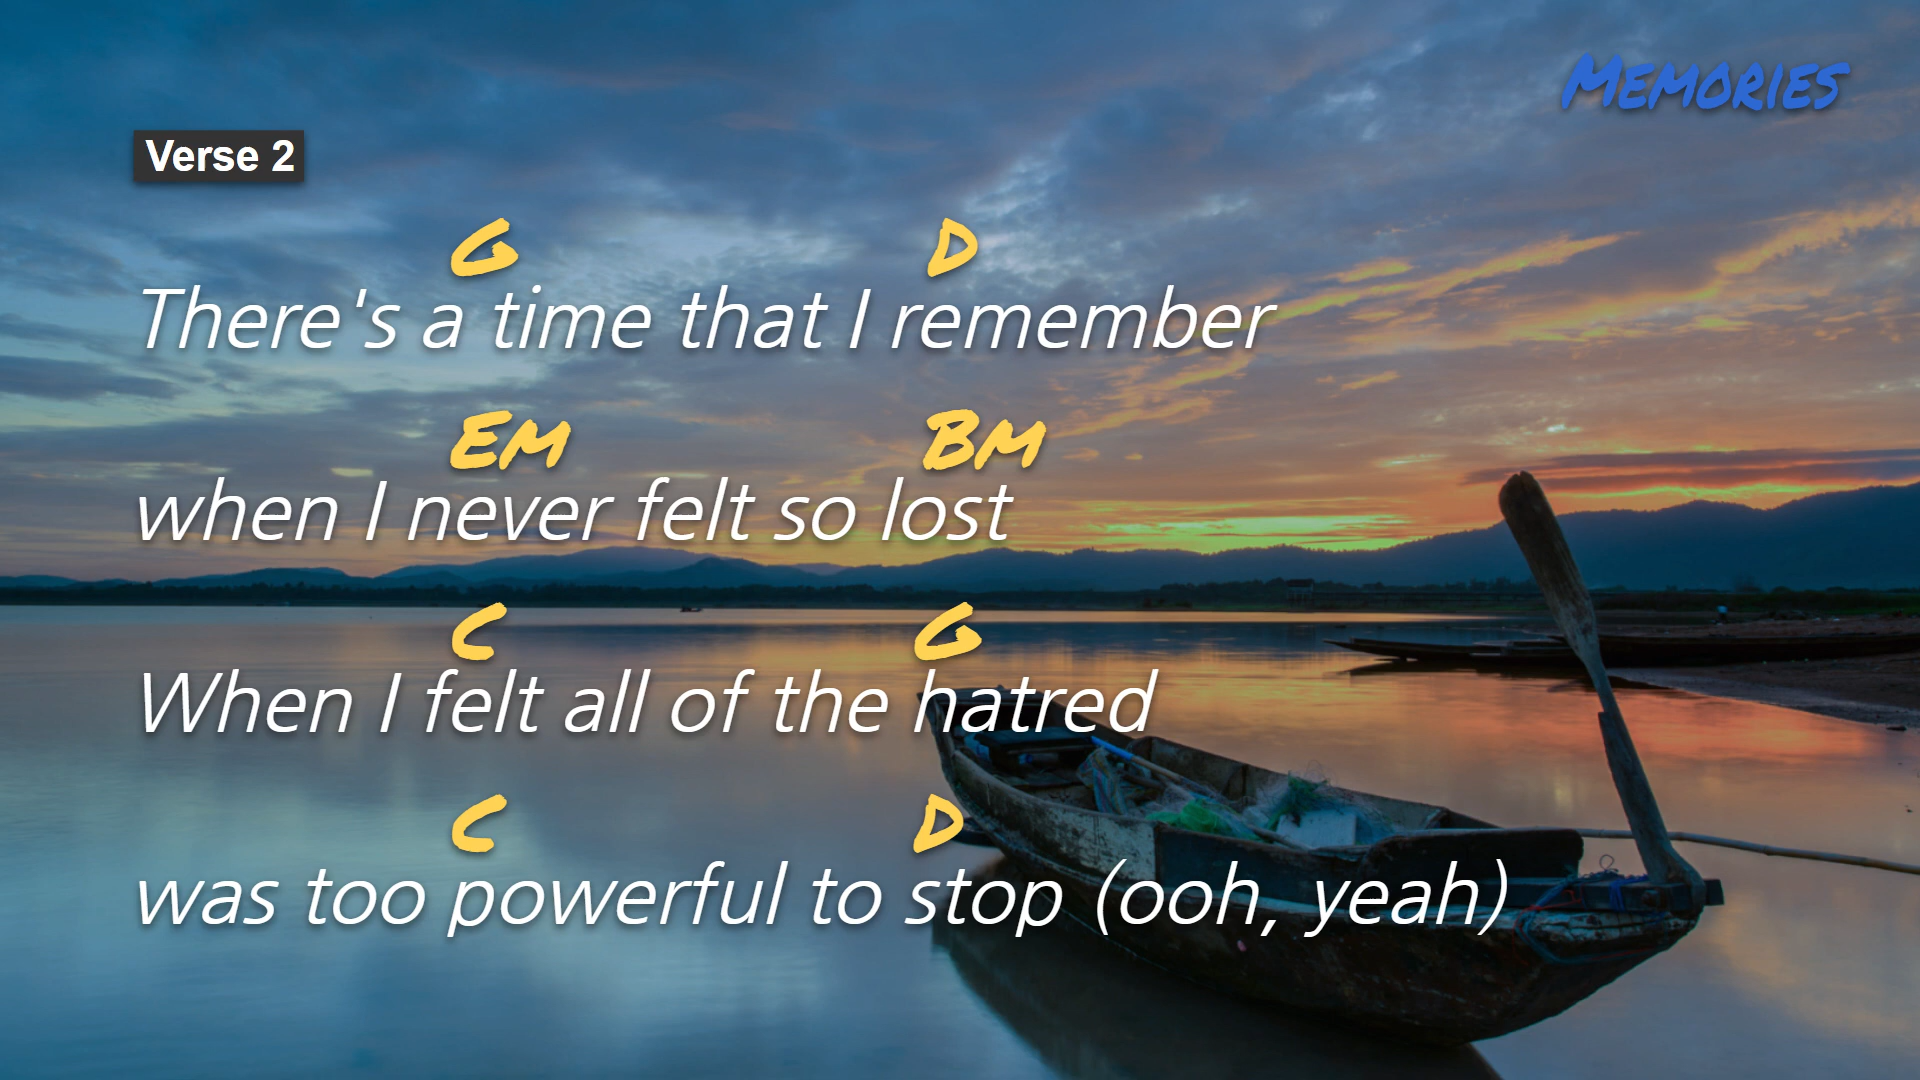 Memories
Verse 2
G D
There's a time that I remember
Em Bm
when I never felt so lost
C G
When I felt all of the hatred
C D
was too powerful to stop (ooh, yeah)